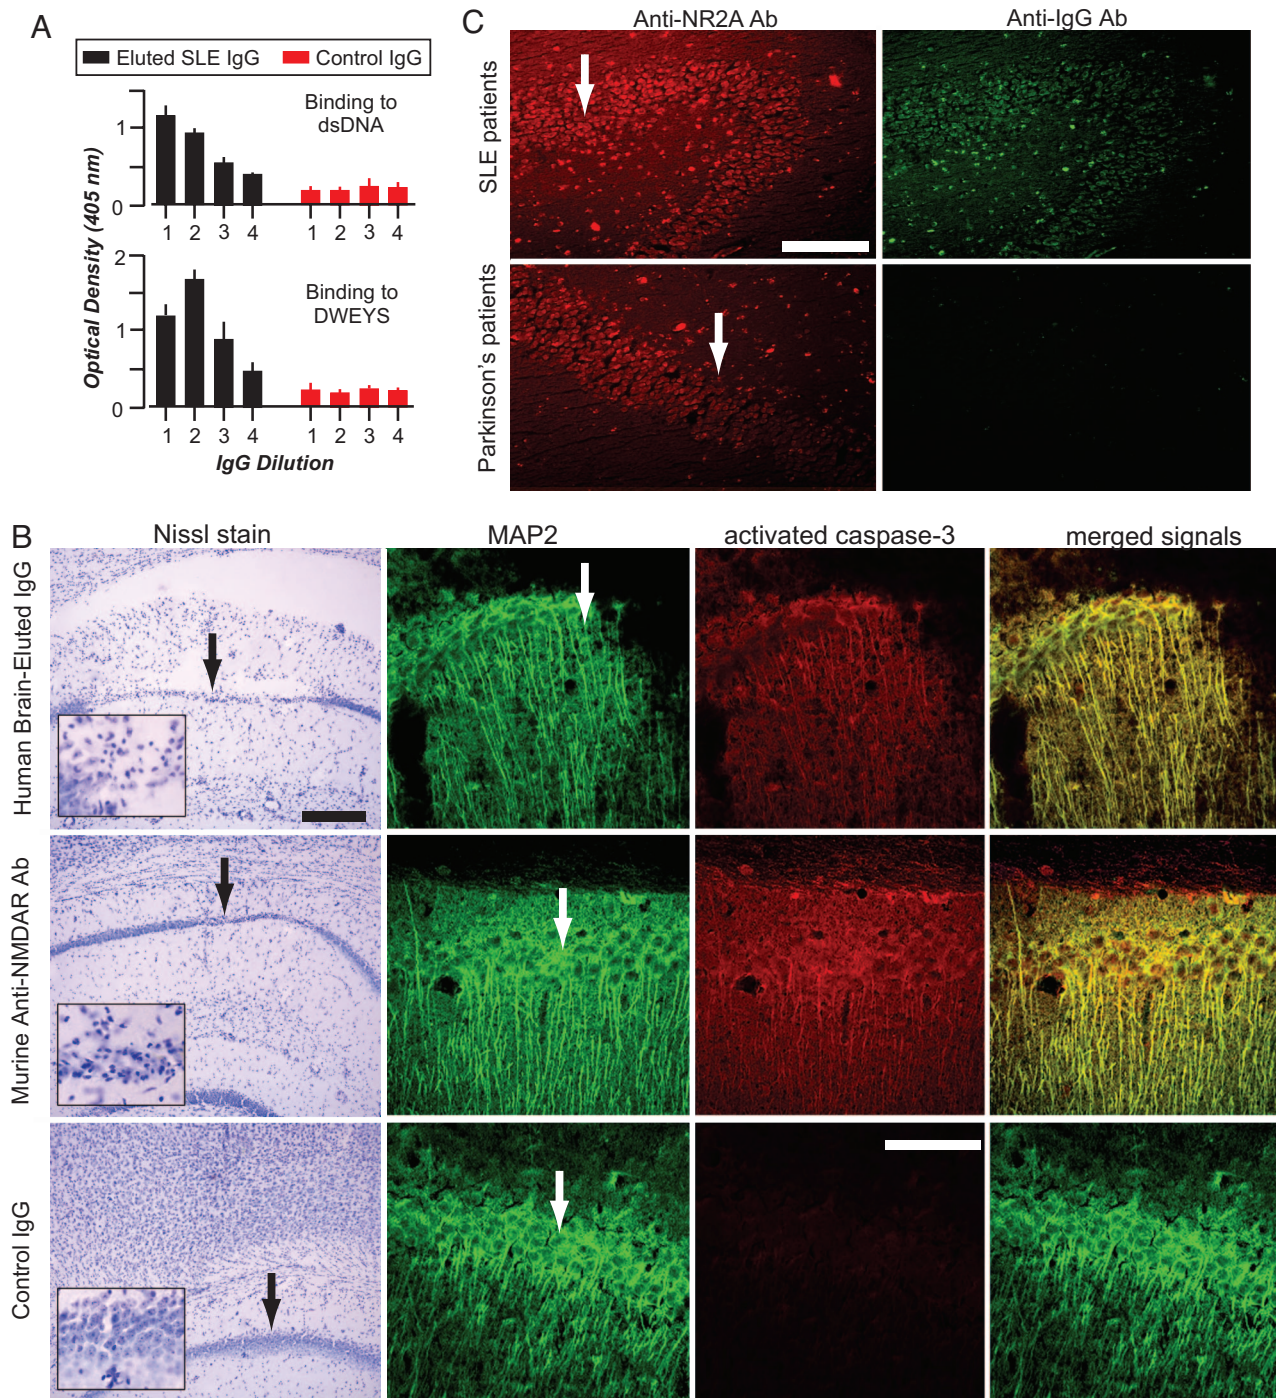 A
Eluted SLE IgG Control IgG
Binding to
dsDNA
1
0
1 2 3 4 1 2 3 4
Optical Density (405 nm)
2
Binding to
DWEYS
1
0
1 2 3 4 1 2 3 4
IgG Dilution
C
Anti-NR2A Ab Anti-IgG Ab
SLE patients
Parkinson's patients
B
Nissl stain MAP2 activated caspase-3 merged signals
Human Brain-Eluted IgG
Murine Anti-NMDAR Ab
Control IgG